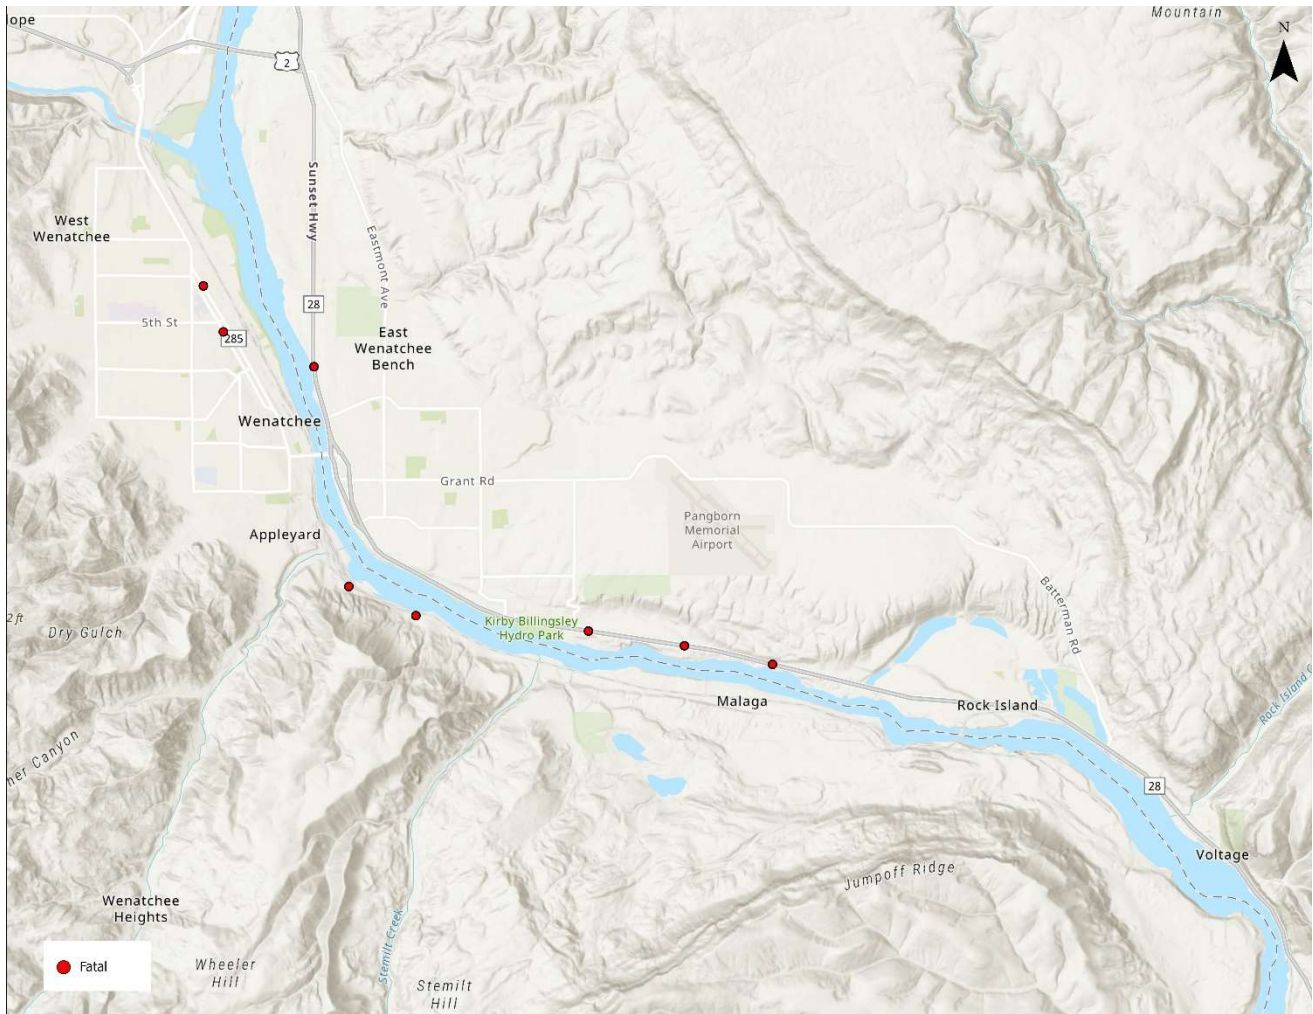 lope
Mountain
N
2
Sunset Hwy
West
Wenatchee
Eastmont Ave
28
5th St
285
East
Wenatchee
Bench
Wenatchee
Grant Rd
Pangborn
Memorial
Airport
Appleyard
Batterman Rd
2 ft
Dry Gulch
Kirby Billingsley
Hydro Park
Malaga
Rock Island
Rock Island
ner Canyon
28
Voltage
Jumpoff Ridge
Wenatchee
Heights
Stemilt Creek
Fatal
Wheeler
Hill
Stemilt
Hill